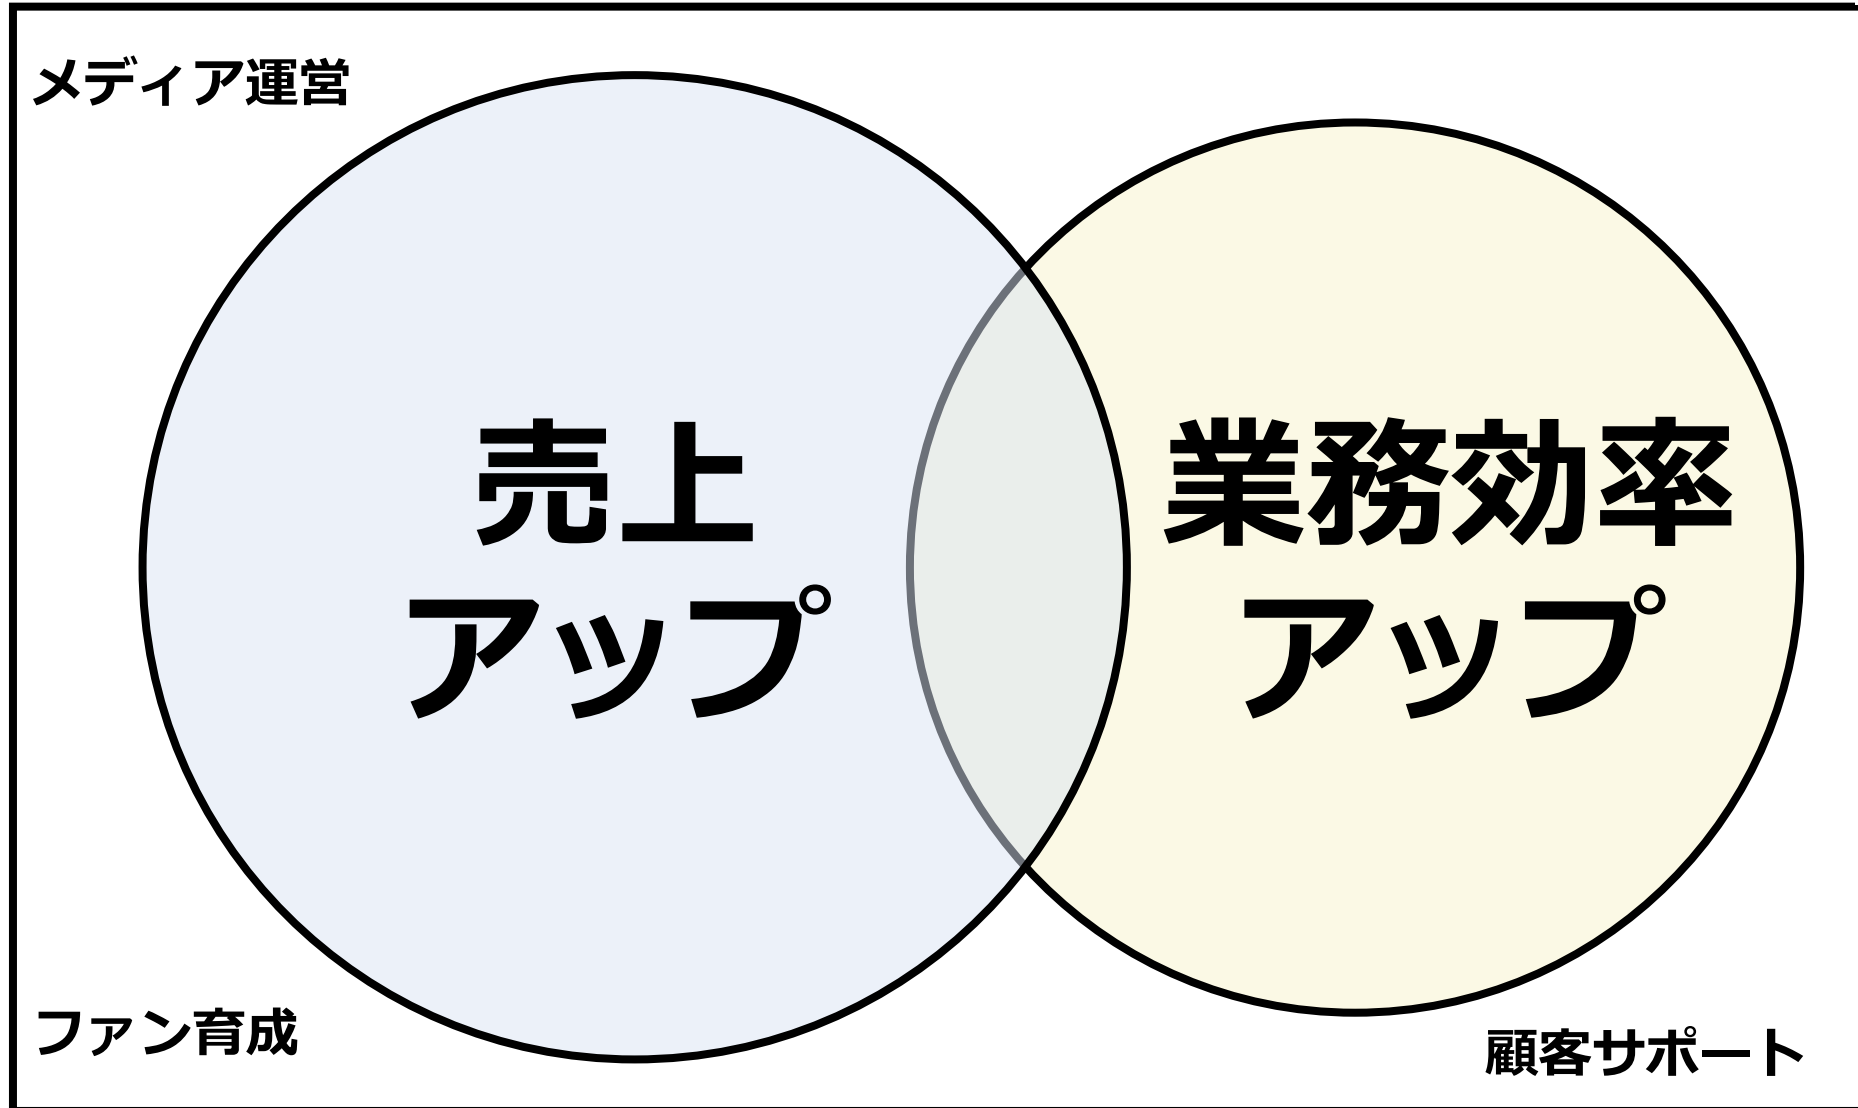 メディア運営
売上
アップ
業務効率
アップ
ファン育成
顧客サポート